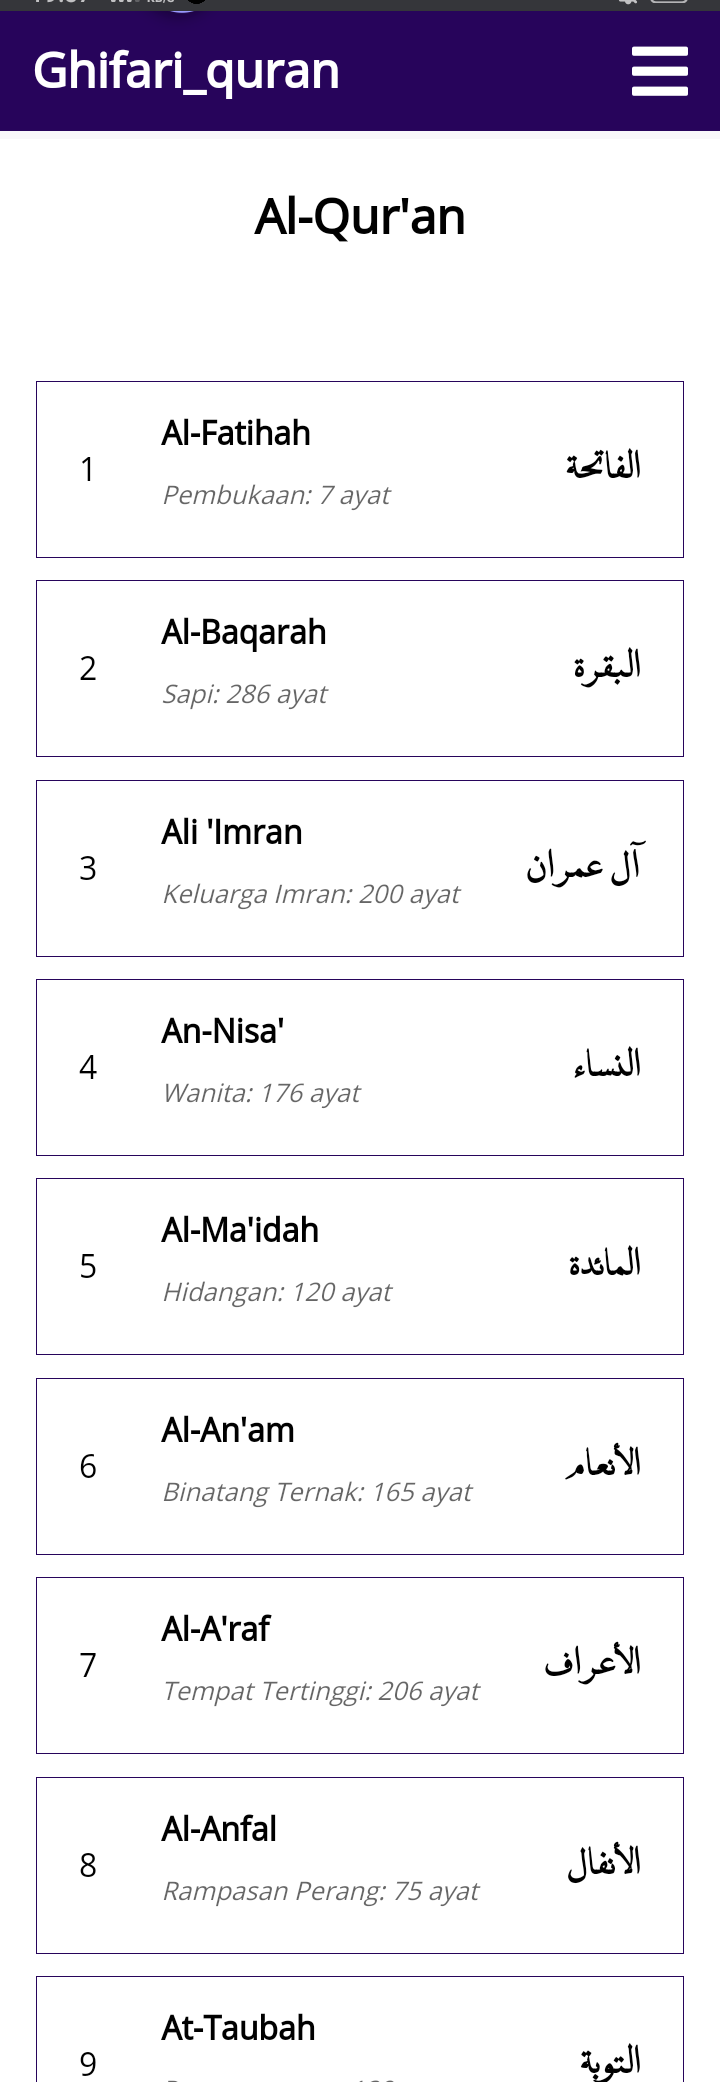 Ghifari_quran
Al-Qur'an
1
Al-Fatihah
Pembukaan: 7 ayat
الفاتحة
2
Al-Baqarah
Sapi: 286 ayat
البقرة
3
Ali 'Imran
Keluarga Imran: 200 ayat
آل عمران
4
An-Nisa'
Wanita: 176 ayat
النساء
5
Al-Ma'idah
Hidangan: 120 ayat
المائدة
6
Al-An'am
Binatang Ternak: 165 ayat
الأنعام
7
Al-A'raf
Tempat Tertinggi: 206 ayat
الأعراف
8
Al-Anfal
Rampasan Perang: 75 ayat
الأنفال
9
At-Taubah
التوبة